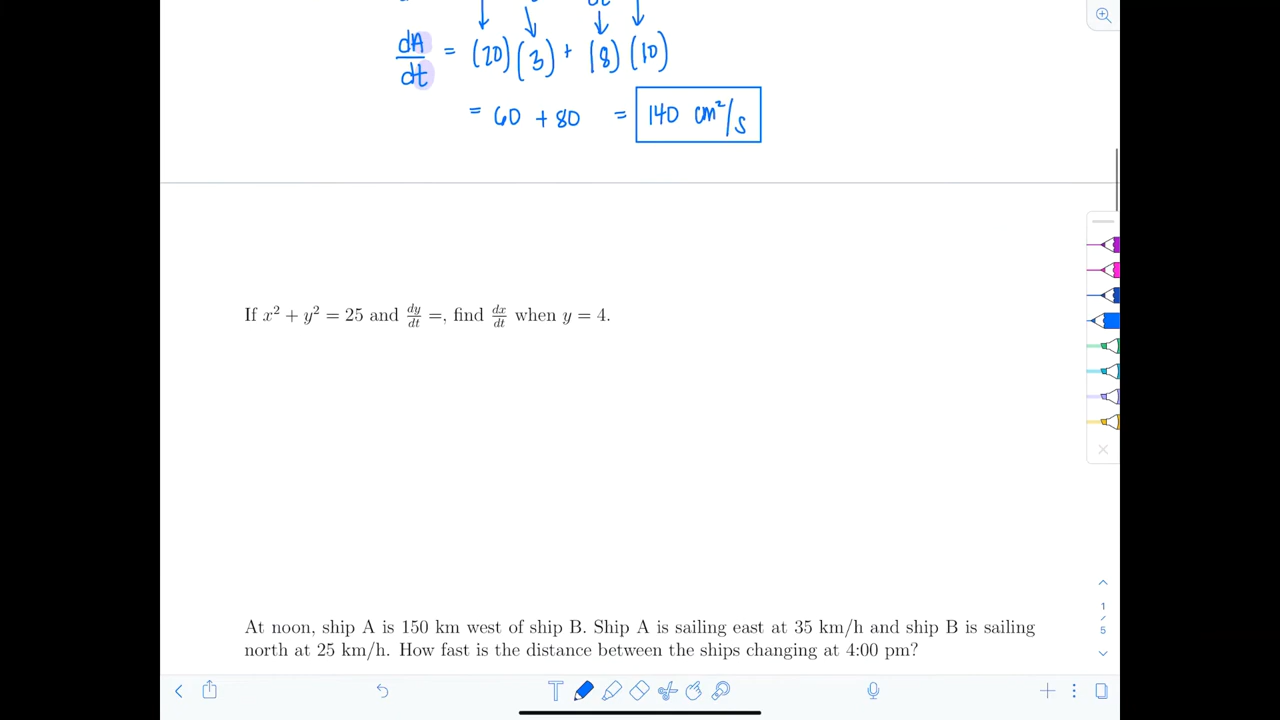 dA/dt = (20)(3) + (8)(10)
= 60 + 80 = 140 cm²/s
If x² + y² = 25 and dy/dt =, find dx/dt when y = 4.
At noon, ship A is 150 km west of ship B. Ship A is sailing east at 35 km/h and ship B is sailing
north at 25 km/h. How fast is the distance between the ships changing at 4:00 pm?
1
/
5
T